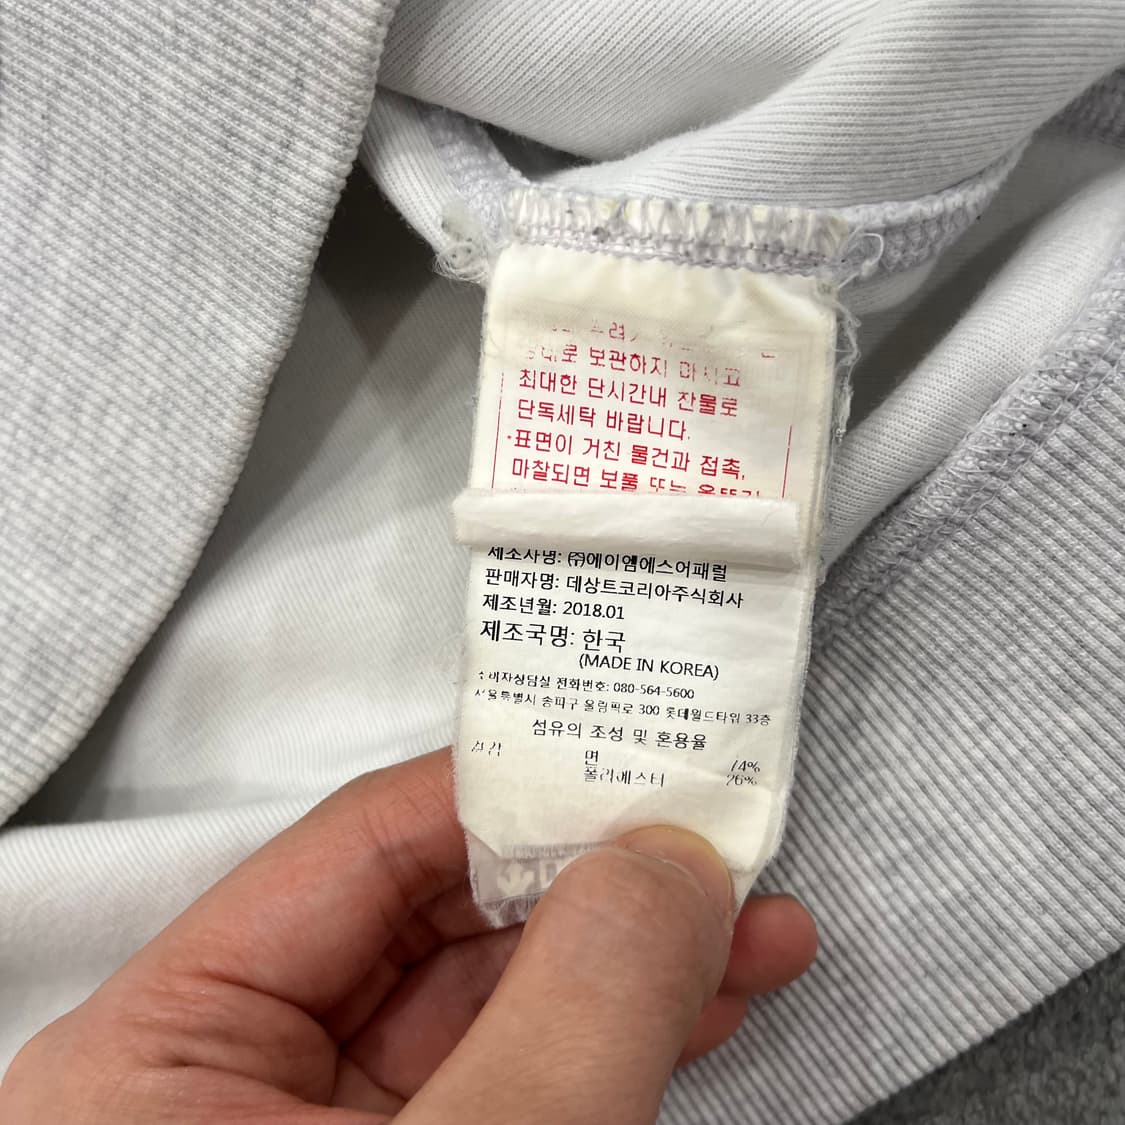 보관하지 마시고
최대한 단시간내 찬물로
단독세탁 바랍니다.
·표면이 거친 물건과 접촉,
마찰되면 보풀 또는
제조사명: ㈜에이엠에스어패럴
판매자명: 데상트코리아주식회사
제조년월: 2018.01
제조국명: 한국
(MADE IN KOREA)
소비자상담실 전화번호: 080-564-5600
서울특별시 송파구 올림픽로 300 롯데월드타워 33층
섬유의 조성 및 혼용율
겉감 면 74%
폴리에스터 26%